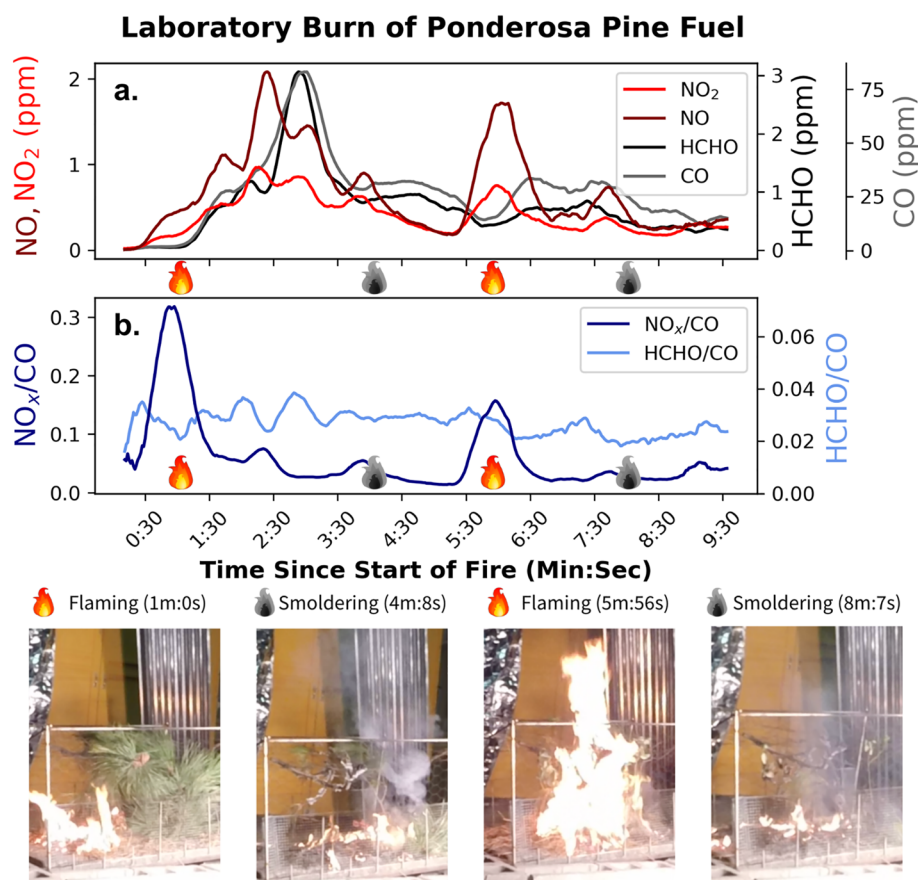 Laboratory Burn of Ponderosa Pine Fuel
a.
NO, NO₂ (ppm)
2
1
0
NO₂
NO
HCHO
CO
3
2
1
0
HCHO (ppm)
75
50
25
0
CO (ppm)
b.
NOₓ/CO
0.3
0.2
0.1
0.0
NOₓ/CO
HCHO/CO
0.06
0.04
0.02
0.00
HCHO/CO
0:30 1:30 2:30 3:30 4:30 5:30 6:30 7:30 8:30 9:30
Time Since Start of Fire (Min:Sec)
Flaming (1m:0s) Smoldering (4m:8s) Flaming (5m:56s) Smoldering (8m:7s)